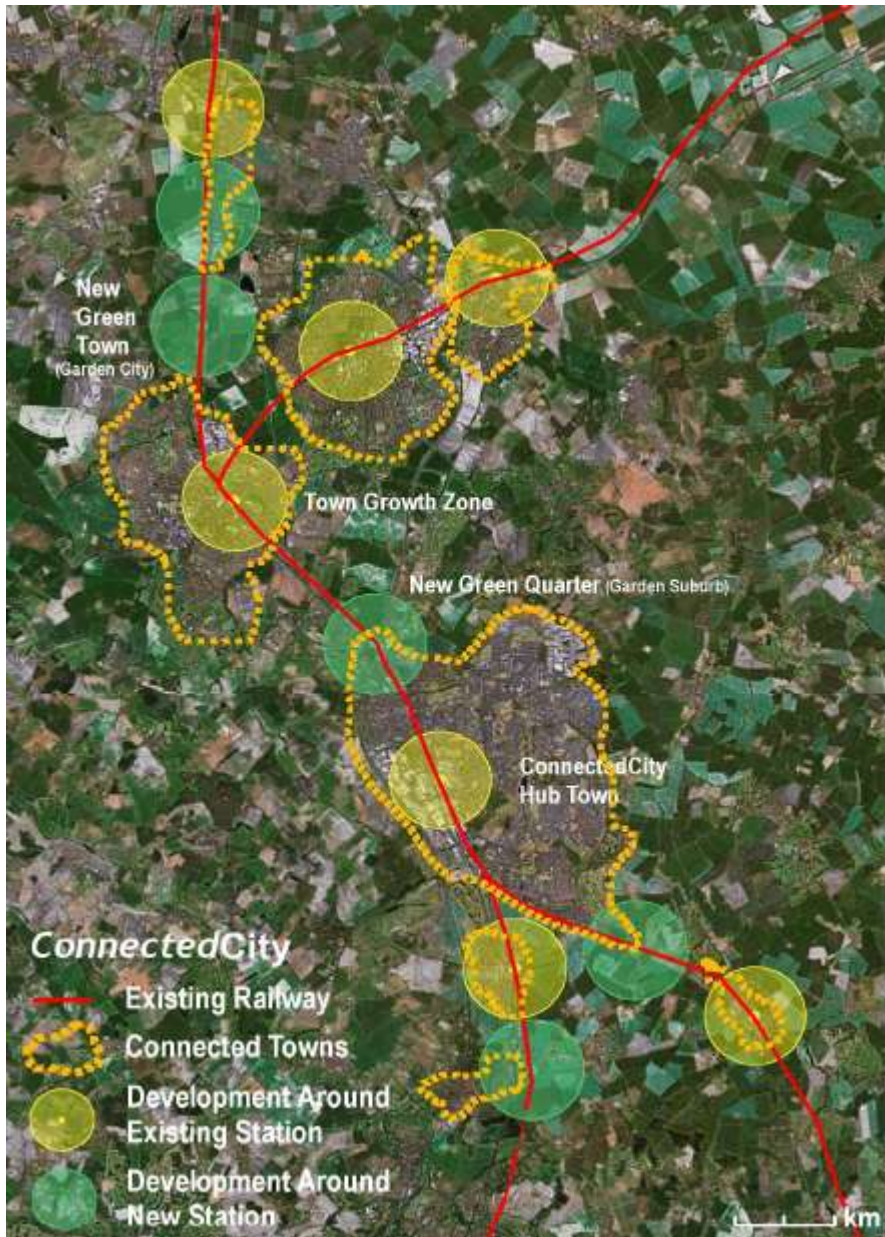 New
Green
Town
(Garden City)
Town Growth Zone
New Green Quarter (Garden Suburb)
ConnectedCity
Hub Town
ConnectedCity
Existing Railway
Connected Towns
Development Around
Existing Station
Development Around
New Station
km